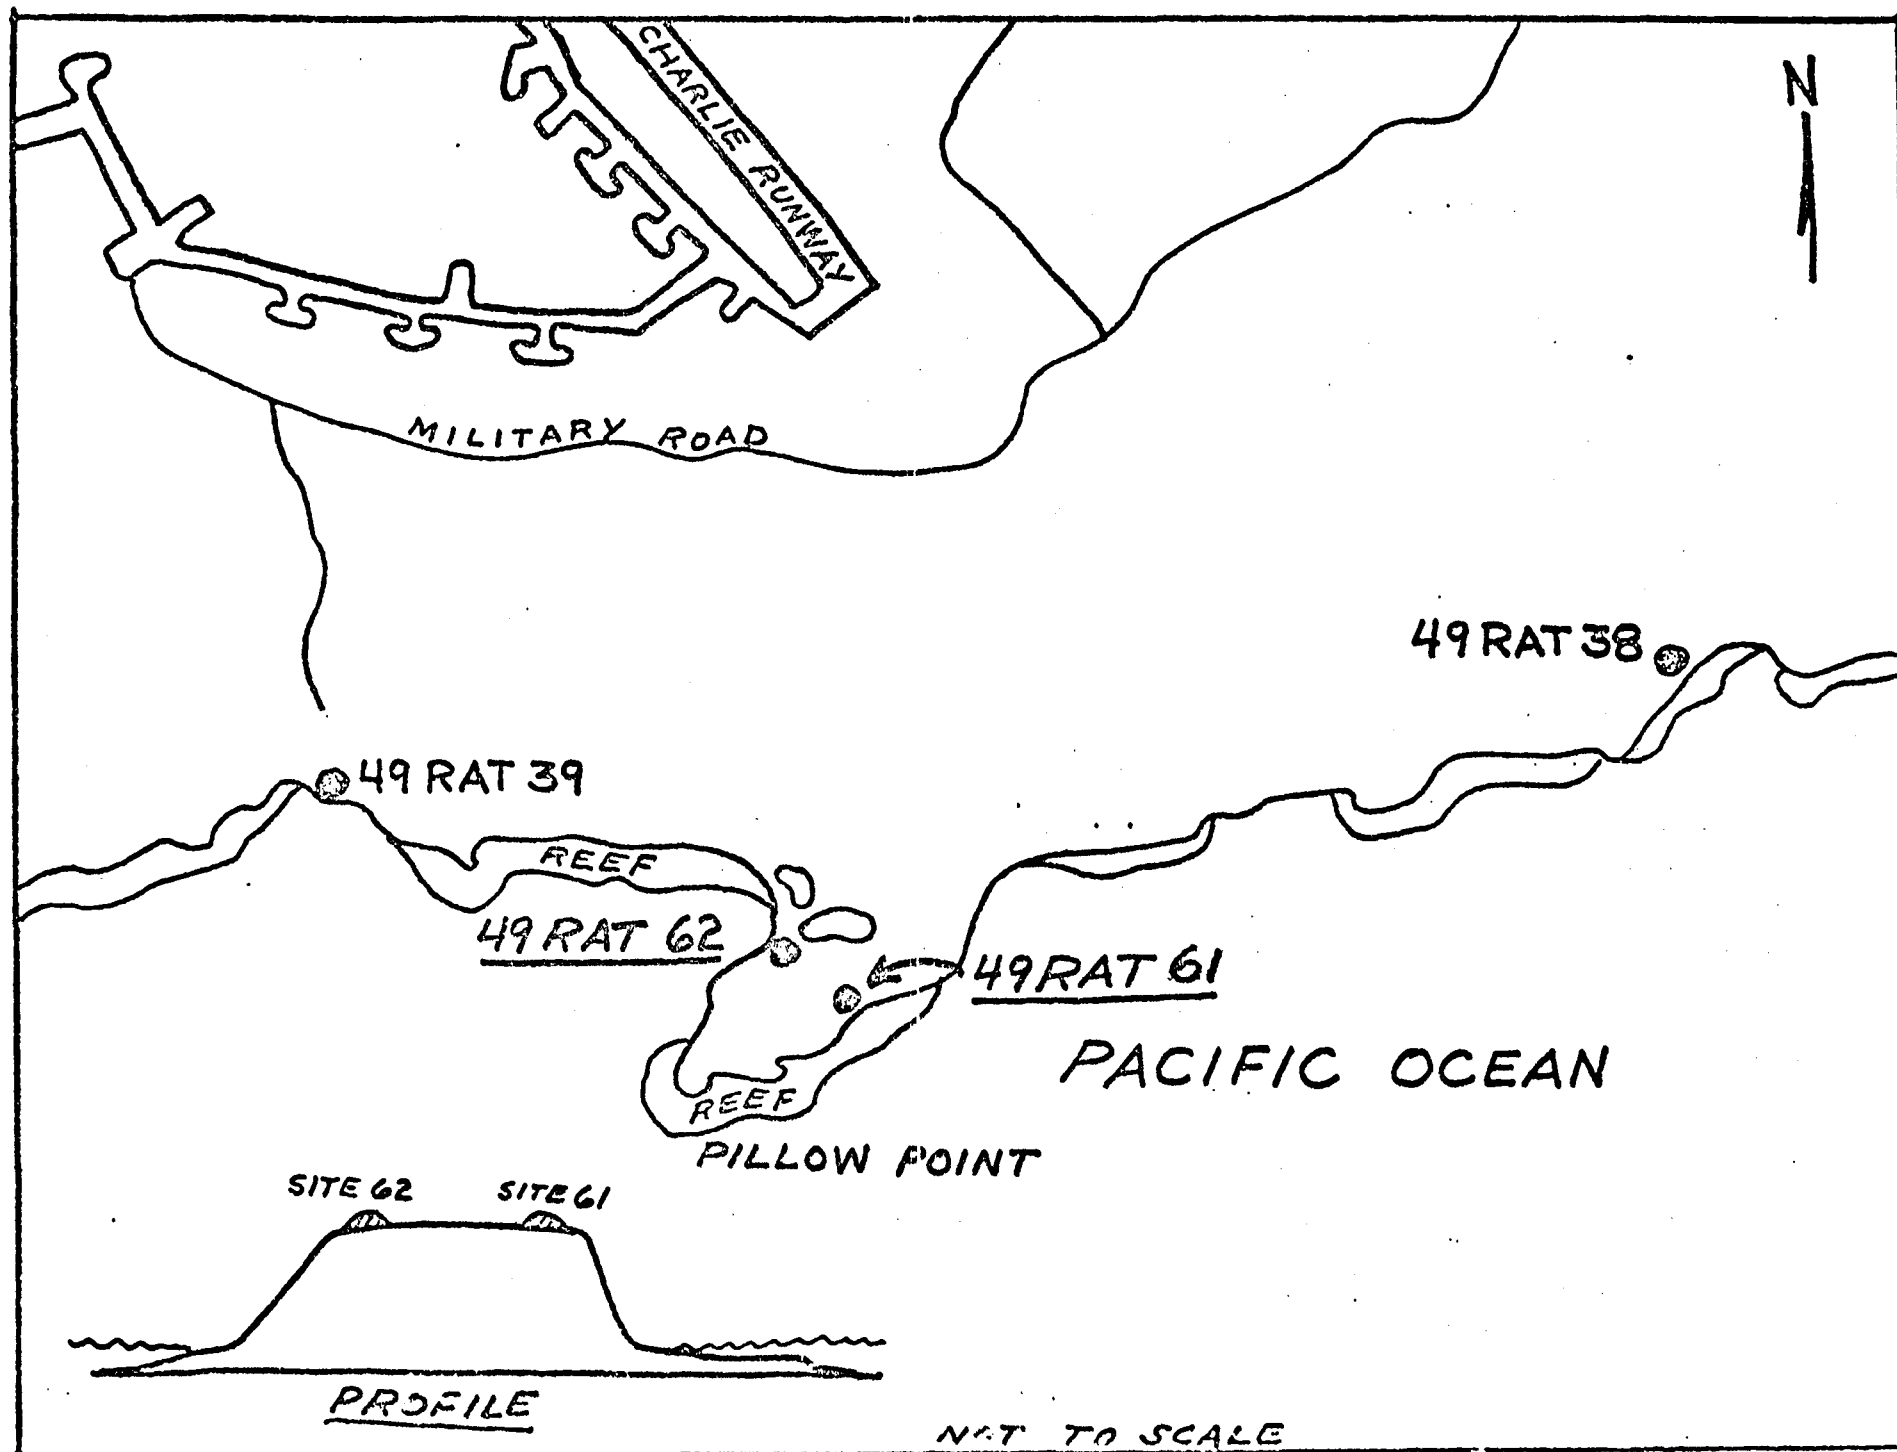 CHARLIE RUNWAY
N
MILITARY ROAD
49 RAT 38
49 RAT 39
REEF
49 RAT 62
49 RAT 61
PACIFIC OCEAN
REEF
PILLOW POINT
SITE 62 SITE 61
PROFILE
NOT TO SCALE